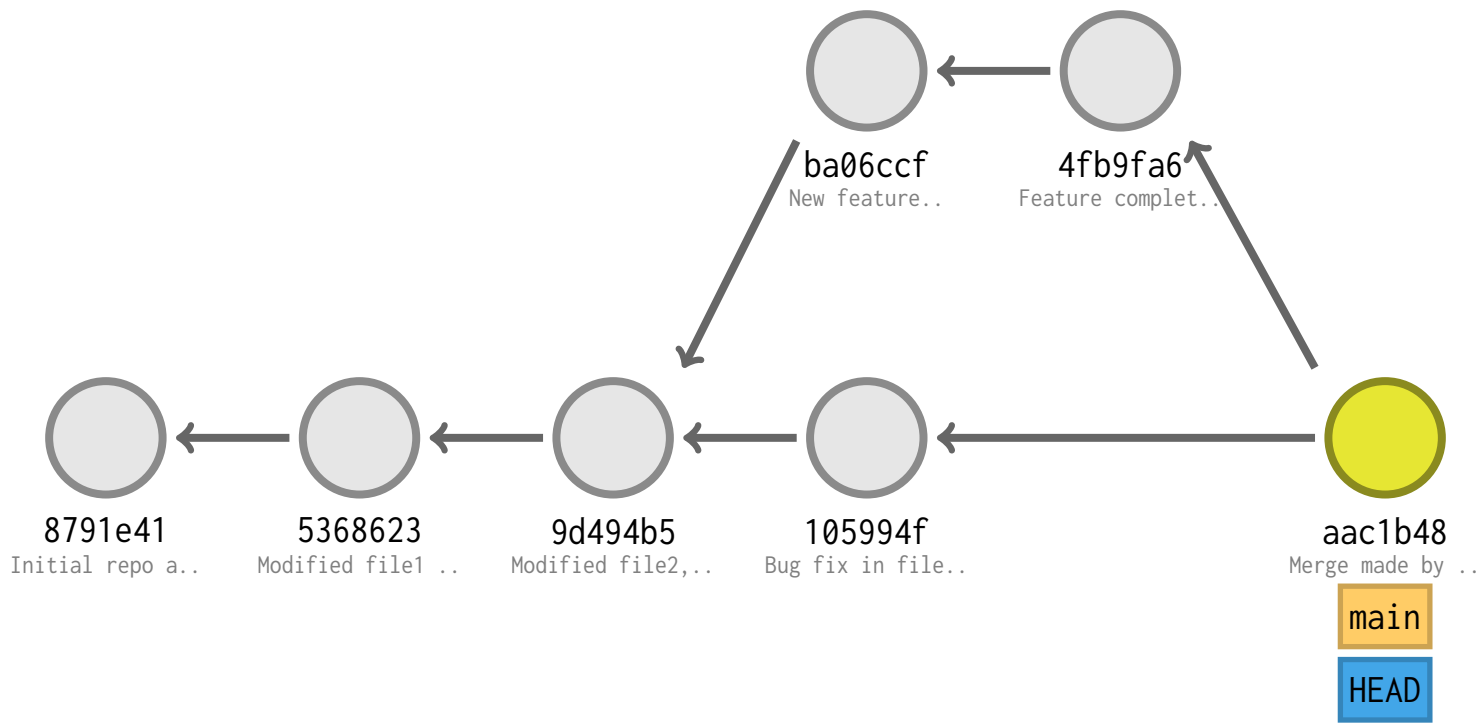 ba06ccf
New feature..
4fb9fa6
Feature complet..
8791e41
Initial repo a..
5368623
Modified file1 ..
9d494b5
Modified file2,..
105994f
Bug fix in file..
aac1b48
Merge made by ..
main
HEAD